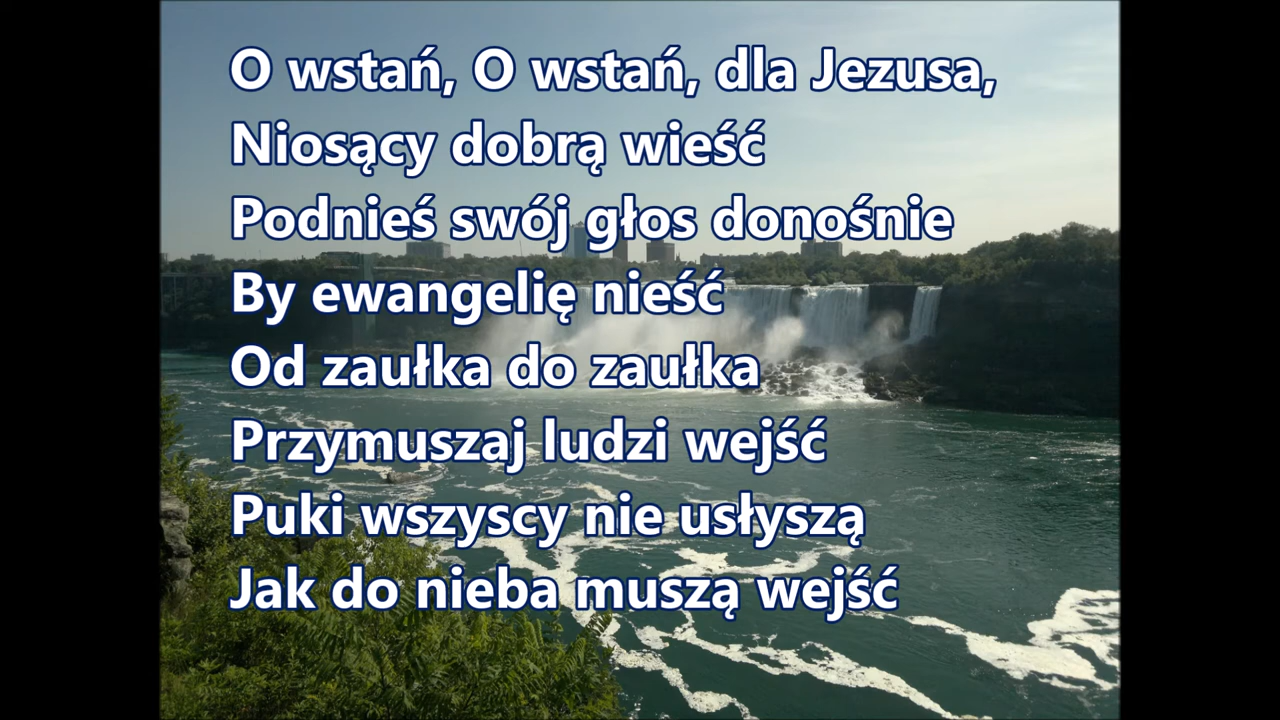 O wstań, O wstań, dla Jezusa,
Niosący dobrą wieść
Podnieś swój głos donośnie
By ewangelię nieść
Od zaułka do zaułka
Przymuszaj ludzi wejść
Puki wszyscy nie usłyszą
Jak do nieba muszą wejść